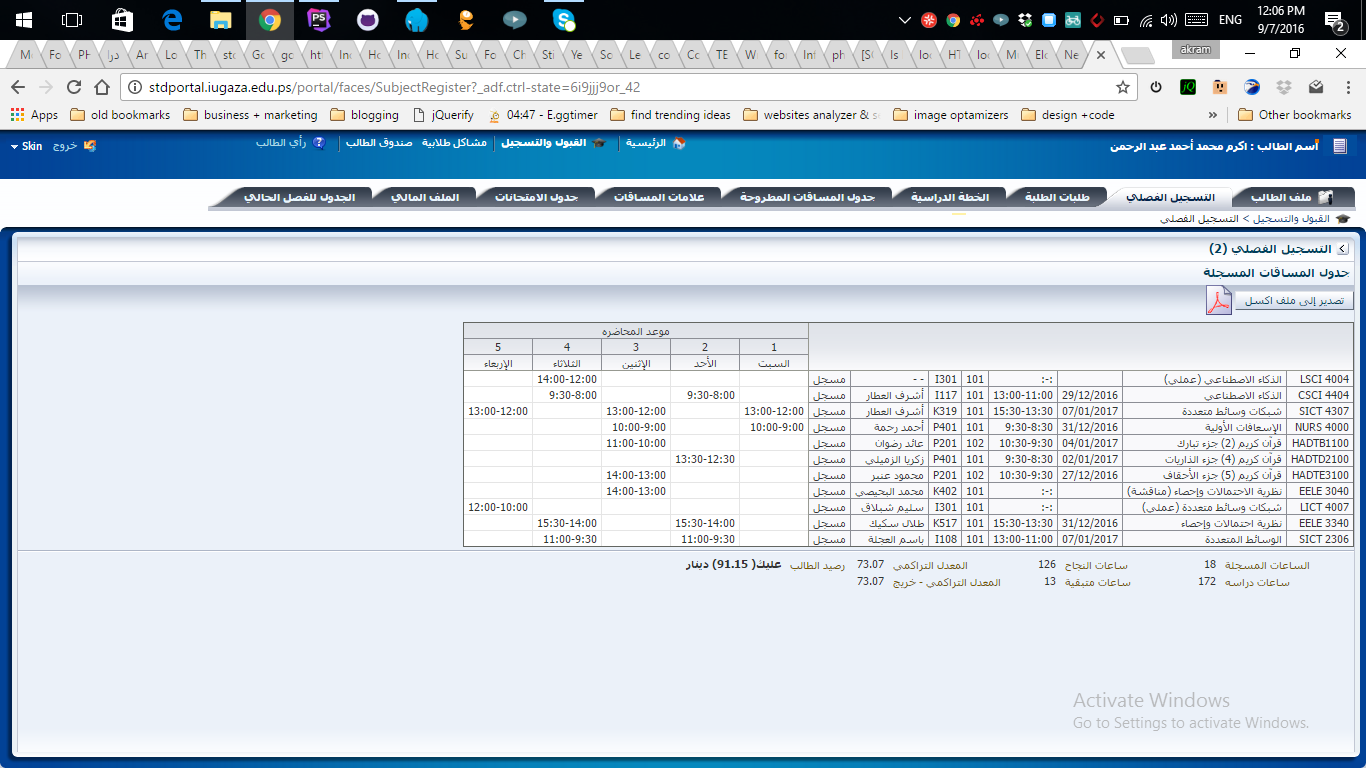 12:06 PM
ENG
9/7/2016
2
Mc Fo PH درا Ar Lo Th stc Gc gc htt Inc Hc Inc Hc Su Fo Ch Sti Ye So Le co Cc TE W fo Inf ph [SC Is loc HT loc Mu Elc Ne
akram
stdportal.iugaza.edu.ps/portal/faces/SubjectRegister?_adf.ctrl-state=6i9jjj9or_42
Apps old bookmarks business + marketing blogging jQuerify 04:47 - E.ggtimer find trending ideas websites analyzer & s image optamizers design +code » Other bookmarks
أسم الطالب : اكرم محمد أحمد عبد الرحمن
الرئيسية القبول والتسجيل مشاكل طلابية صندوق الطالب رأي الطالب
خروج Skin
ملف الطالب التسجيل الفصلي طلبات الطلبة الخطة الدراسية جدول المساقات المطروحة علامات المساقات جدول الامتحانات الملف المالي الجدول للفصل الحالي
القبول والتسجيل > التسجيل الفصلي
التسجيل الفصلي (2)
جدول المساقات المسجلة
تصدير إلى ملف اكسل
موعد المحاضره
1 2 3 4 5
السبت الأحد الإثنين الثلاثاء الإربعاء
LSCI 4004 الذكاء الاصطناعي (عملي) :-: 101 I301 - - مسجل 14:00-12:00
CSCI 4404 الذكاء الاصطناعي 29/12/2016 13:00-11:00 101 I117 أشرف العطار مسجل 9:30-8:00 9:30-8:00
SICT 4307 شبكات وسائط متعددة 07/01/2017 15:30-13:30 101 K319 أشرف العطار مسجل 13:00-12:00 13:00-12:00 13:00-12:00
NURS 4000 الإسعافات الأولية 31/12/2016 9:30-8:30 101 P401 أحمد رحمة مسجل 10:00-9:00 10:00-9:00
HADTB1100 قرآن كريم (2) جزء تبارك 04/01/2017 10:30-9:30 102 P201 عائد رضوان مسجل 11:00-10:00
HADTD2100 قرآن كريم (4) جزء الذاريات 02/01/2017 9:30-8:30 101 P401 زكريا الزميلي مسجل 13:30-12:30
HADTE3100 قرآن كريم (5) جزء الأحقاف 27/12/2016 10:30-9:30 102 P201 محمود عنبر مسجل 14:00-13:00
EELE 3040 نظرية الاحتمالات وإحصاء (مناقشة) :-: 101 K402 محمد البحيصي مسجل 14:00-13:00
LICT 4007 شبكات وسائط متعددة (عملي) :-: 101 I301 سليم شبلاف مسجل 12:00-10:00
EELE 3340 نظرية احتمالات وإحصاء 31/12/2016 15:30-13:30 101 K517 طلال سكيك مسجل 15:30-14:00 15:30-14:00
SICT 2306 الوسائط المتعددة 07/01/2017 13:00-11:00 101 I108 باسم العجلة مسجل 11:00-9:30 11:00-9:30
الساعات المسجلة 18 ساعات النجاح 126 المعدل التراكمي 73.07 رصيد الطالب عليك( 91.15) دينار
ساعات دراسه 172 ساعات متبقية 13 المعدل التراكمي - خريج 73.07
Activate Windows
Go to Settings to activate Windows.